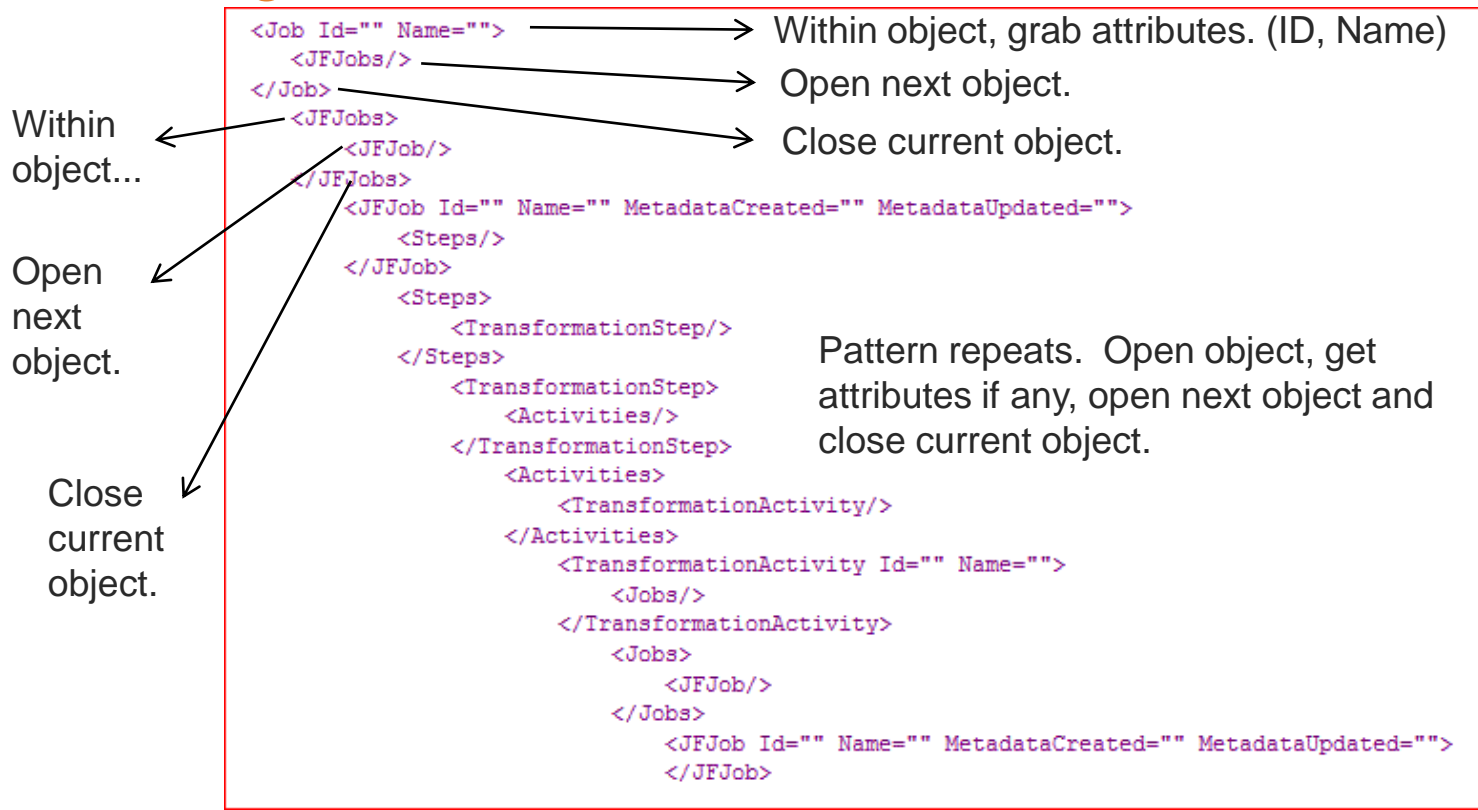 <Job Id="" Name="">
Within object, grab attributes. (ID, Name)
<JFJobs/>
Open next object.
</Job>
Close current object.
Within
object...
<JFJobs>
<JFJob/>
</JFJobs>
<JFJob Id="" Name="" MetadataCreated="" MetadataUpdated="">
<Steps/>
</JFJob>
Open
next
object.
<Steps>
<TransformationStep/>
</Steps>
<TransformationStep>
<Activities/>
</TransformationStep>
Pattern repeats.  Open object, get
attributes if any, open next object and
close current object.
<Activities>
<TransformationActivity/>
</Activities>
Close
current
object.
<TransformationActivity Id="" Name="">
<Jobs/>
</TransformationActivity>
<Jobs>
<JFJob/>
</Jobs>
<JFJob Id="" Name="" MetadataCreated="" MetadataUpdated="">
</JFJob>